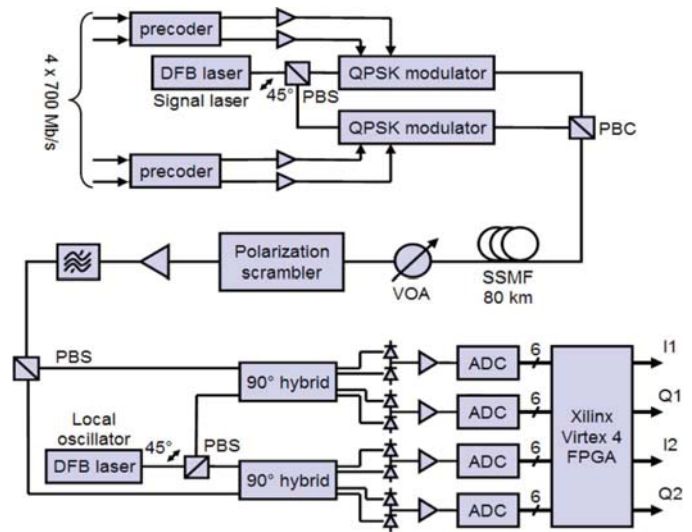 4 x 700 Mb/s
precoder
DFB laser
Signal laser
45°
PBS
QPSK modulator
QPSK modulator
PBC
precoder
Polarization
scrambler
VOA
SSMF
80 km
PBS
90° hybrid
ADC
6
I1
ADC
6
Q1
Local
oscillator
45°
PBS
DFB laser
90° hybrid
ADC
6
I2
ADC
6
Q2
Xilinx
Virtex 4
FPGA